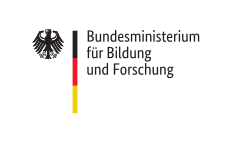 Bundesministerium
für Bildung
und Forschung